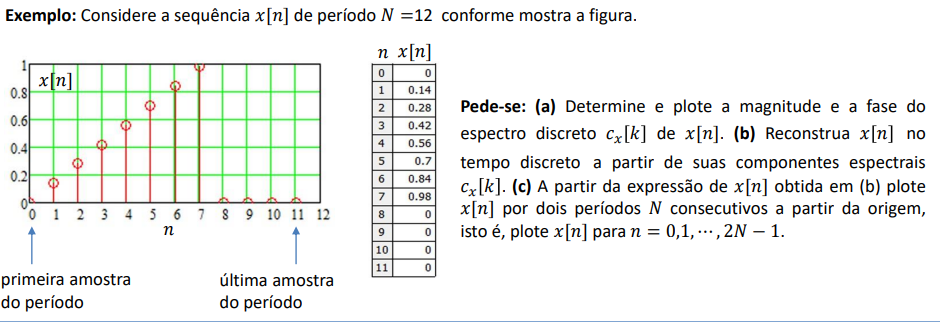 Exemplo: Considere a sequência x[n] de período N =12 conforme mostra a figura.
x[n]
1
0.8
0.6
0.4
0.2
0
0 1 2 3 4 5 6 7 8 9 10 11 12
n
primeira amostra
do período
última amostra
do período
n x[n]
0 0
1 0.14
2 0.28
3 0.42
4 0.56
5 0.7
6 0.84
7 0.98
8 0
9 0
10 0
11 0
Pede-se: (a) Determine e plote a magnitude e a fase do
espectro discreto cₓ[k] de x[n]. (b) Reconstrua x[n] no
tempo discreto a partir de suas componentes espectrais
cₓ[k]. (c) A partir da expressão de x[n] obtida em (b) plote
x[n] por dois períodos N consecutivos a partir da origem,
isto é, plote x[n] para n = 0,1,⋯,2N − 1.